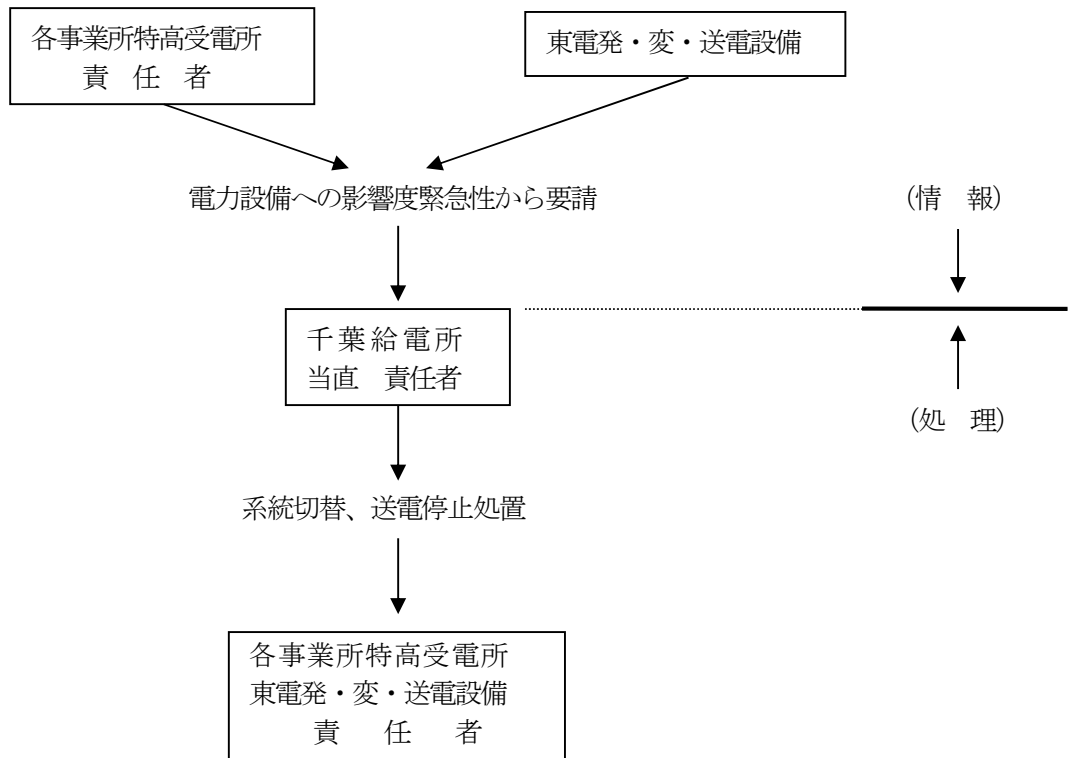 各事業所特高受電所
責　任　者
東電発・変・送電設備
電力設備への影響度緊急性から要請
(情　報)
千葉給電所
当直　責任者
(処　理)
系統切替、送電停止処置
各事業所特高受電所
東電発・変・送電設備
責　任　者